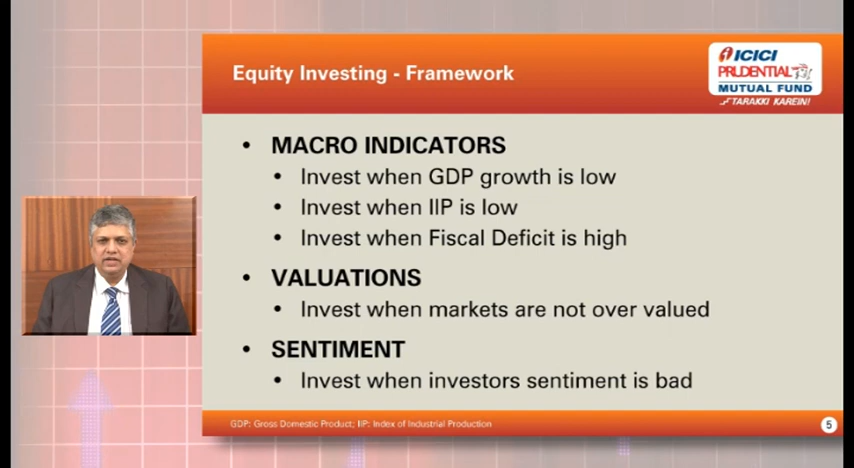 Equity Investing - Framework
ICICI
PRUDENTIAL
MUTUAL FUND
TARAKKI KAREIN!
• MACRO INDICATORS
• Invest when GDP growth is low
• Invest when IIP is low
• Invest when Fiscal Deficit is high
• VALUATIONS
• Invest when markets are not over valued
• SENTIMENT
• Invest when investors sentiment is bad
GDP: Gross Domestic Product; IIP: Index of Industrial Production
5